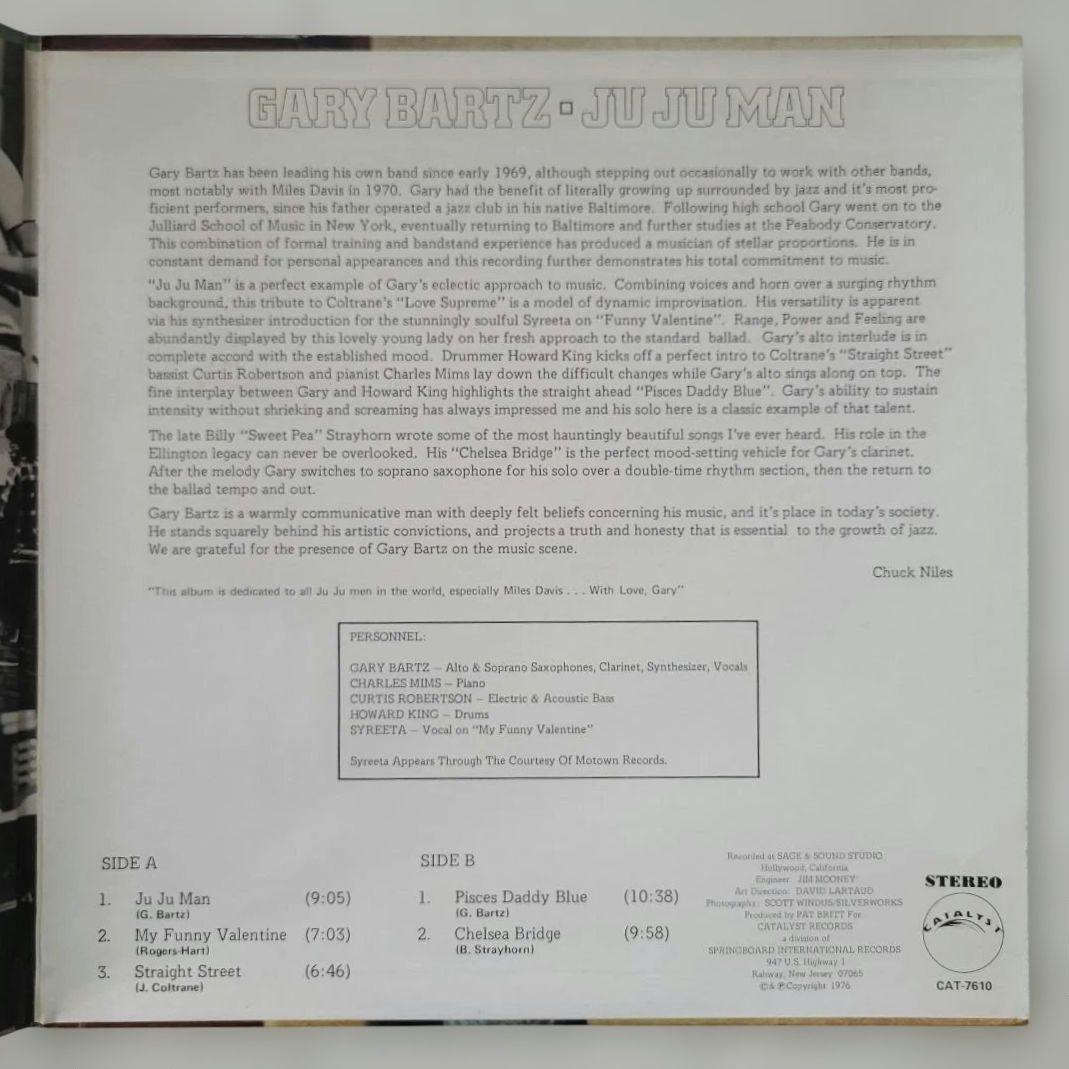 GARY BARTZ ▫ JU JU MAN
Gary Bartz has been leading his own band since early 1969, although stepping out occasionally to work with other bands,
most notably with Miles Davis in 1970. Gary had the benefit of literally growing up surrounded by jazz and it's most pro-
ficient performers, since his father operated a jazz club in his native Baltimore. Following high school Gary went on to the
Julliard School of Music in New York, eventually returning to Baltimore and further studies at the Peabody Conservatory.
This combination of formal training and bandstand experience has produced a musician of stellar proportions. He is in
constant demand for personal appearances and this recording further demonstrates his total commitment to music.
"Ju Ju Man" is a perfect example of Gary's eclectic approach to music. Combining voices and horn over a surging rhythm
background, this tribute to Coltrane's "Love Supreme" is a model of dynamic improvisation. His versatility is apparent
via his synthesizer introduction for the stunningly soulful Syreeta on "Funny Valentine". Range, Power and Feeling are
abundantly displayed by this lovely young lady on her fresh approach to the standard ballad. Gary's alto interlude is in
complete accord with the established mood. Drummer Howard King kicks off a perfect intro to Coltrane's "Straight Street"
bassist Curtis Robertson and pianist Charles Mims lay down the difficult changes while Gary's alto sings along on top. The
fine interplay between Gary and Howard King highlights the straight ahead "Pisces Daddy Blue". Gary's ability to sustain
intensity without shrieking and screaming has always impressed me and his solo here is a classic example of that talent.
The late Billy "Sweet Pea" Strayhorn wrote some of the most hauntingly beautiful songs I've ever heard. His role in the
Ellington legacy can never be overlooked. His "Chelsea Bridge" is the perfect mood-setting vehicle for Gary's clarinet.
After the melody Gary switches to soprano saxophone for his solo over a double-time rhythm section, then the return to
the ballad tempo and out.
Gary Bartz is a warmly communicative man with deeply felt beliefs concerning his music, and it's place in today's society.
He stands squarely behind his artistic convictions, and projects a truth and honesty that is essential to the growth of jazz.
We are grateful for the presence of Gary Bartz on the music scene.
Chuck Niles
"This album is dedicated to all Ju Ju men in the world, especially Miles Davis . . . With Love, Gary"
PERSONNEL:
GARY BARTZ – Alto & Soprano Saxophones, Clarinet, Synthesizer, Vocals
CHARLES MIMS – Piano
CURTIS ROBERTSON – Electric & Acoustic Bass
HOWARD KING – Drums
SYREETA – Vocal on "My Funny Valentine"
Syreeta Appears Through The Courtesy Of Motown Records.
SIDE A
1. Ju Ju Man (9:05)
(G. Bartz)
2. My Funny Valentine (7:03)
(Rogers-Hart)
3. Straight Street (6:46)
(J. Coltrane)
SIDE B
1. Pisces Daddy Blue (10:38)
(G. Bartz)
2. Chelsea Bridge (9:58)
(B. Strayhorn)
Recorded at SAGE & SOUND STUDIO
Hollywood, California
Engineer: JIM MOONEY
Art Direction: DAVID LARTAUD
Photographs: SCOTT WINDUS/SILVERWORKS
Produced by PAT BRITT For
CATALYST RECORDS
a division of
SPRINGBOARD INTERNATIONAL RECORDS
947 U.S. Highway 1
Rahway, New Jersey 07065
© & ℗ Copyright 1976
STEREO
CATALYST
CAT-7610